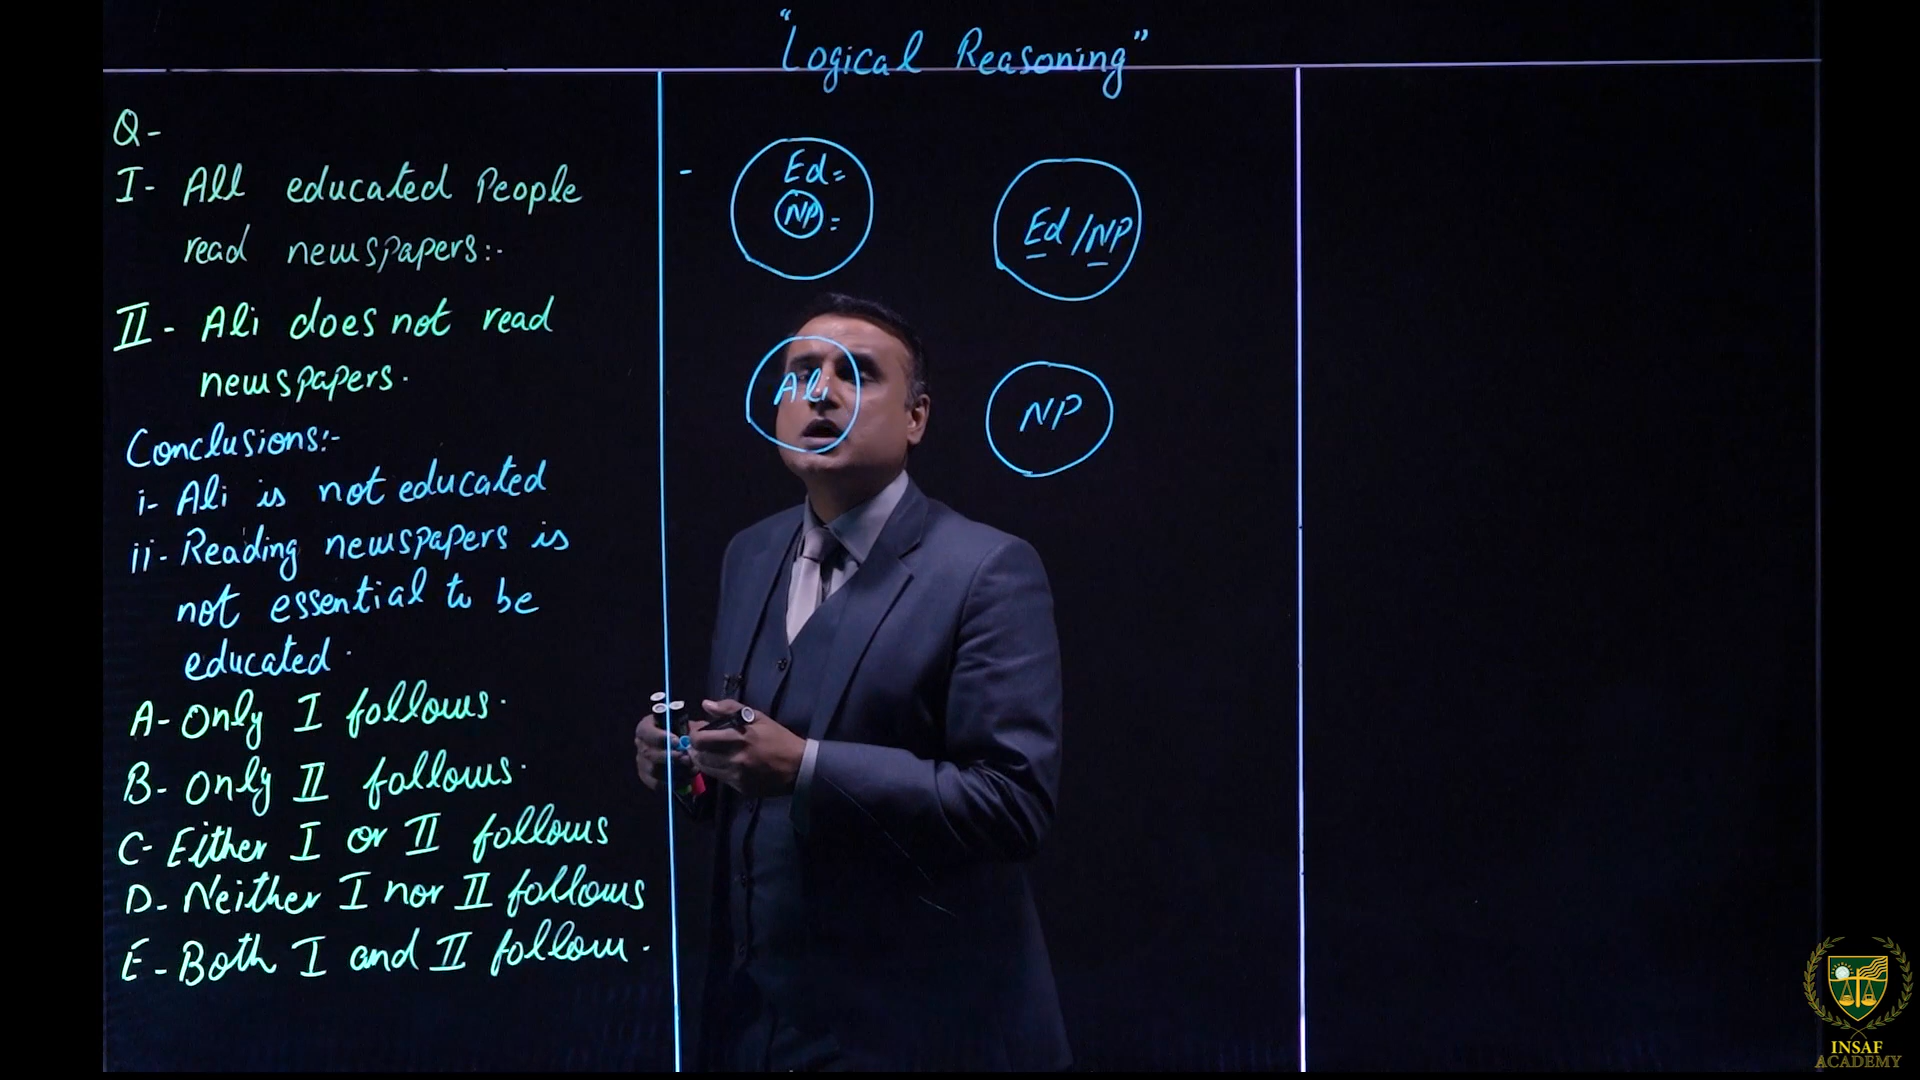 "Logical Reasoning"
Q-
I- All educated People
read newspapers:-
II- Ali does not read
newspapers.
Conclusions:-
i- Ali is not educated
ii- Reading newspapers is
not essential to be
educated.
A- Only I follows.
B- Only II follows.
C- Either I or II follows
D- Neither I nor II follows
E- Both I and II follow.
- Ed=
NP =
Ed/NP
Ali
NP
INSAF
ACADEMY